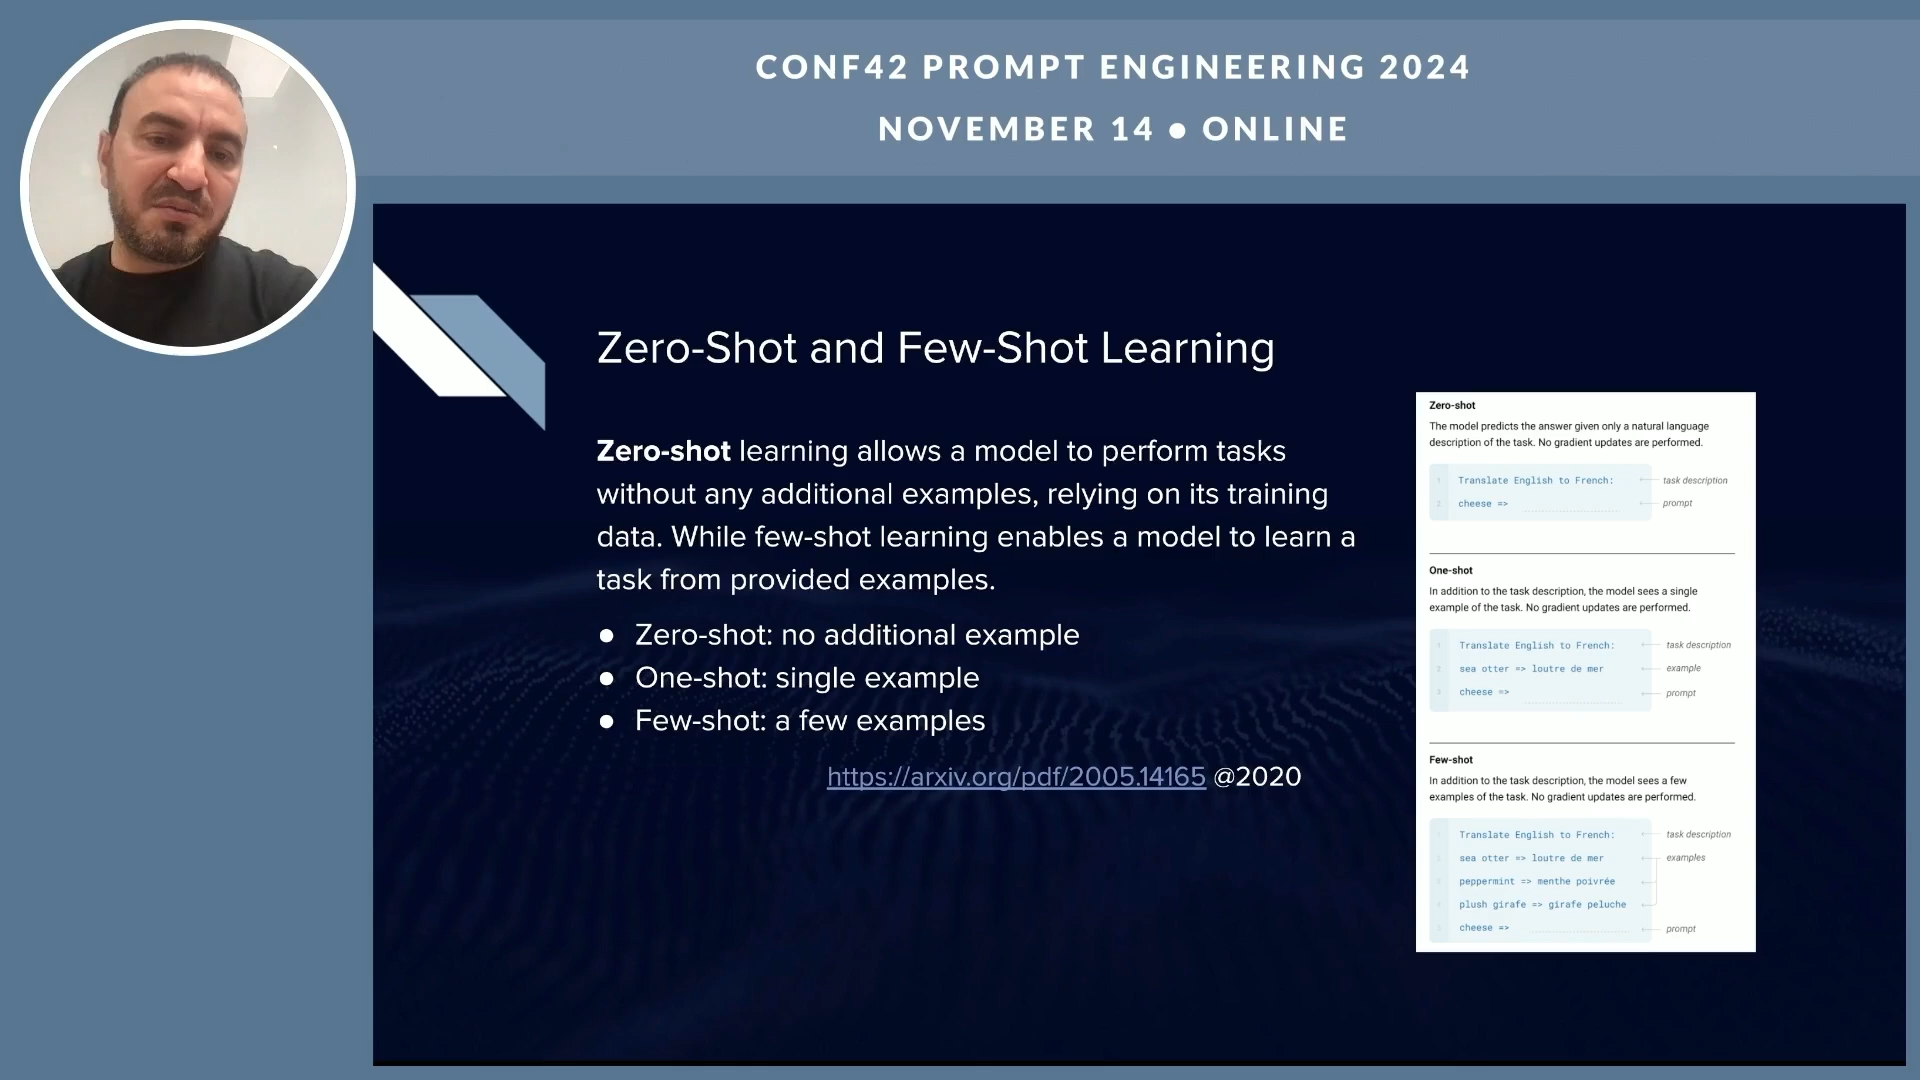 CONF42 PROMPT ENGINEERING 2024
NOVEMBER 14 ● ONLINE
Zero-Shot and Few-Shot Learning
Zero-shot learning allows a model to perform tasks
without any additional examples, relying on its training
data. While few-shot learning enables a model to learn a
task from provided examples.
● Zero-shot: no additional example
● One-shot: single example
● Few-shot: a few examples
https://arxiv.org/pdf/2005.14165 @2020
Zero-shot
The model predicts the answer given only a natural language
description of the task. No gradient updates are performed.
1 Translate English to French: task description
2 cheese => prompt
One-shot
In addition to the task description, the model sees a single
example of the task. No gradient updates are performed.
1 Translate English to French: task description
2 sea otter => loutre de mer example
3 cheese => prompt
Few-shot
In addition to the task description, the model sees a few
examples of the task. No gradient updates are performed.
Translate English to French: task description
sea otter => loutre de mer examples
peppermint => menthe poivrée
plush girafe => girafe peluche
cheese => prompt